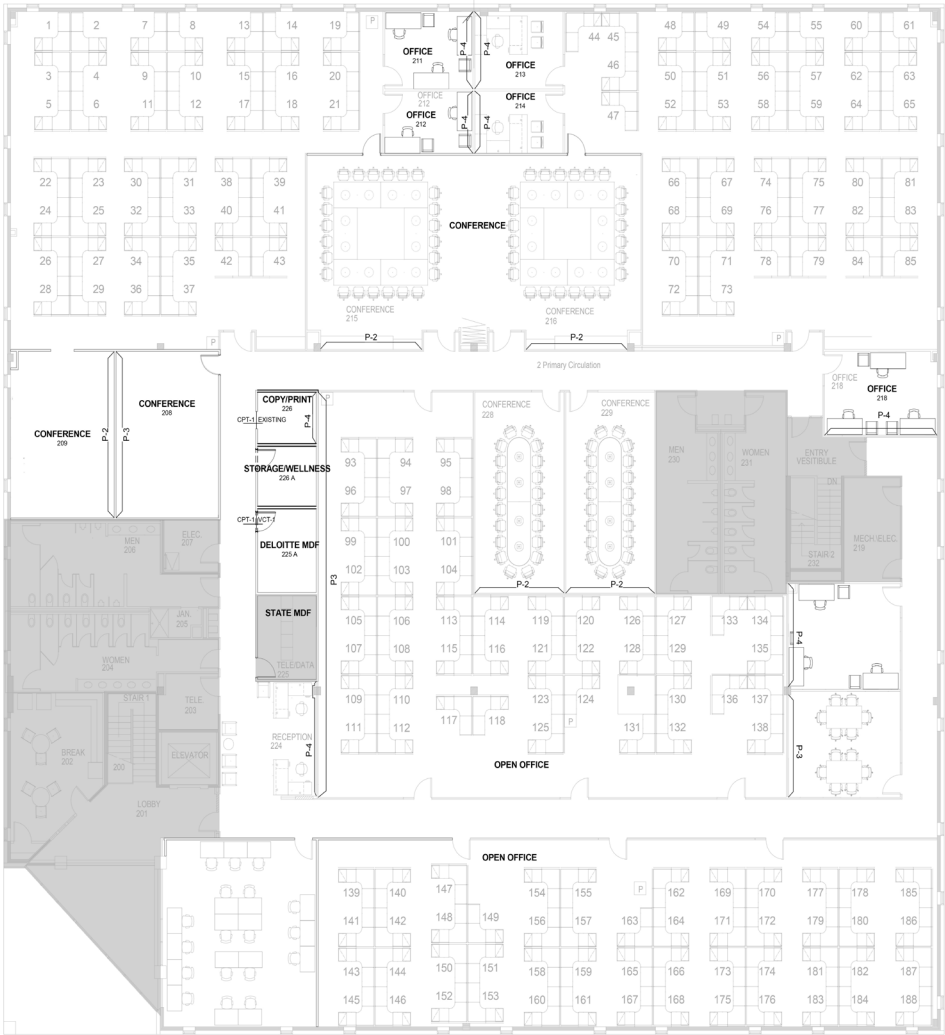 1 2 7 8 13 14 19 P
3 4 9 10 15 16 20
5 6 11 12 17 18 21
OFFICE
211
P-4
P-4
OFFICE
213
OFFICE
212
OFFICE
212
P-4
P-4
OFFICE
214
44 45
46
47
48 49 54 55 60 61
50 51 56 57 62 63
52 53 58 59 64 65
22 23 30 31 38 39
24 25 32 33 40 41
26 27 34 35 42 43
28 29 36 37
P
CONFERENCE
CONFERENCE
215
CONFERENCE
216
P-2
P-2
66 67 74 75 80 81
68 69 76 77 82 83
70 71 78 79 84 85
72 73
P
2 Primary Circulation
CONFERENCE
209
P-2
P-3
CONFERENCE
208
COPY/PRINT
226
P-4
P
CPT-1 EXISTING
STORAGE/WELLNESS
226 A
CPT-1 VCT-1
DELOITTE MDF
225 A
STATE MDF
TELE/DATA
225
P3
CONFERENCE
228
CONFERENCE
229
P-2
P-2
MEN
230
WOMEN
231
OFFICE
218
OFFICE
218
P-4
ENTRY
VESTIBULE
DN
STAIR 2
232
MECH/ELEC.
219
93 94 95
96 97 98
99 100 101
102 103 104
105 106 113 114 119 120 126 127 133 134
107 108 115 116 121 122 128 129 135
109 110 123 124 130 136 137
111 112 117 118 125 P 131 132 138
OPEN OFFICE
P-4
P-3
MEN
206
ELEC.
207
JAN.
205
WOMEN
204
TELE.
203
STAIR 1
200
BREAK
202
ELEVATOR
LOBBY
201
RECEPTION
224
P-4
OPEN OFFICE
139 140 147 154 155 P 162 169 170 177 178 185
141 142 148 149 156 157 163 164 171 172 179 180 186
143 144 150 151 158 159 165 166 173 174 181 182 187
145 146 152 153 160 161 167 168 175 176 183 184 188